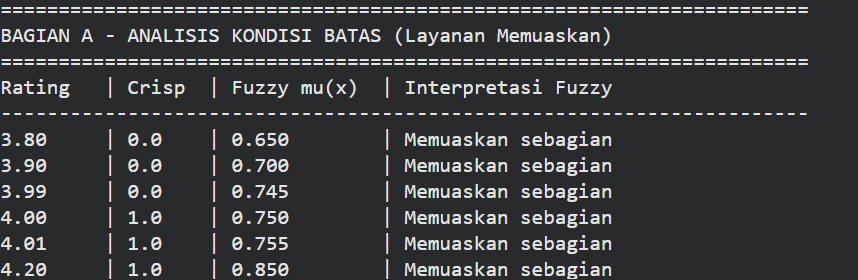 ======================================================================
BAGIAN A - ANALISIS KONDISI BATAS (Layanan Memuaskan)
======================================================================
Rating   | Crisp  | Fuzzy mu(x)  | Interpretasi Fuzzy
----------------------------------------------------------------------
3.80     | 0.0    | 0.650        | Memuaskan sebagian
3.90     | 0.0    | 0.700        | Memuaskan sebagian
3.99     | 0.0    | 0.745        | Memuaskan sebagian
4.00     | 1.0    | 0.750        | Memuaskan sebagian
4.01     | 1.0    | 0.755        | Memuaskan sebagian
4.20     | 1.0    | 0.850        | Memuaskan sebagian